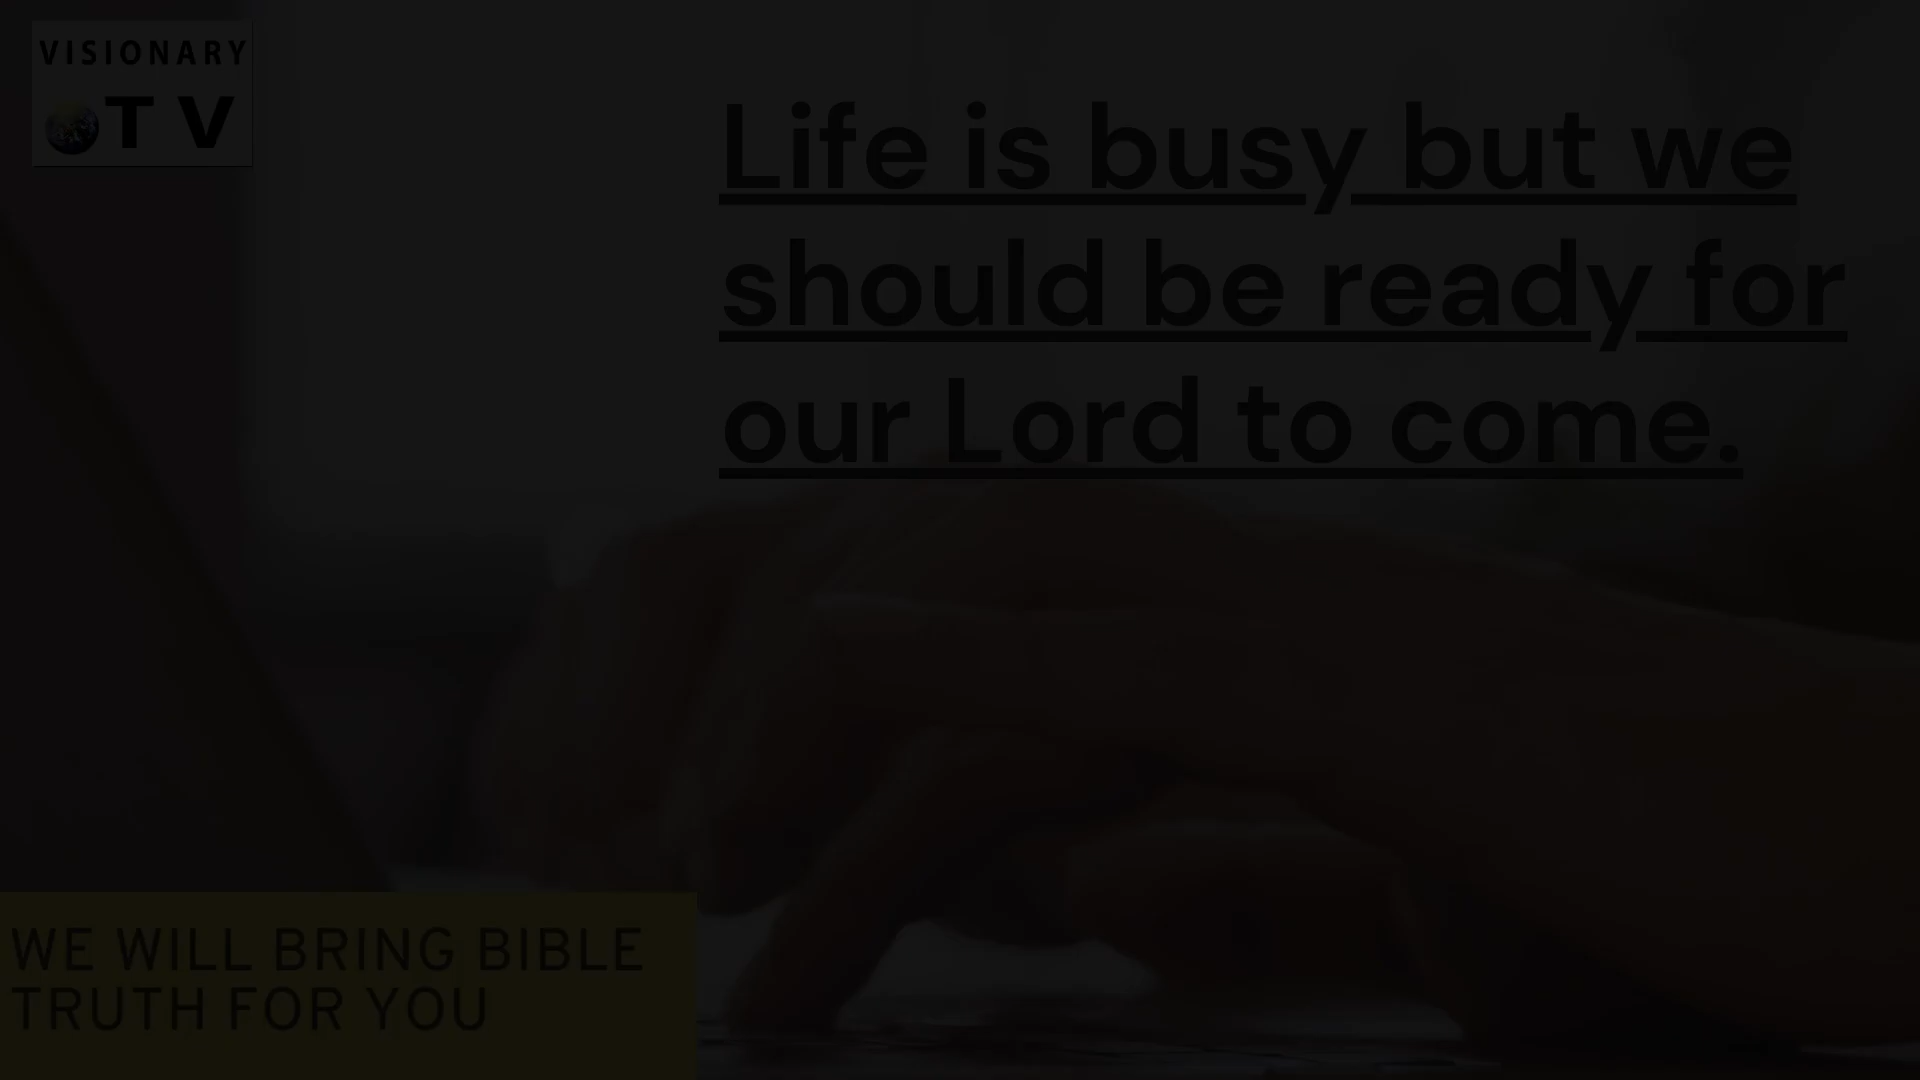 VISIONARY
TV
Life is busy but we
should be ready for
our Lord to come.
WE WILL BRING BIBLE
TRUTH FOR YOU